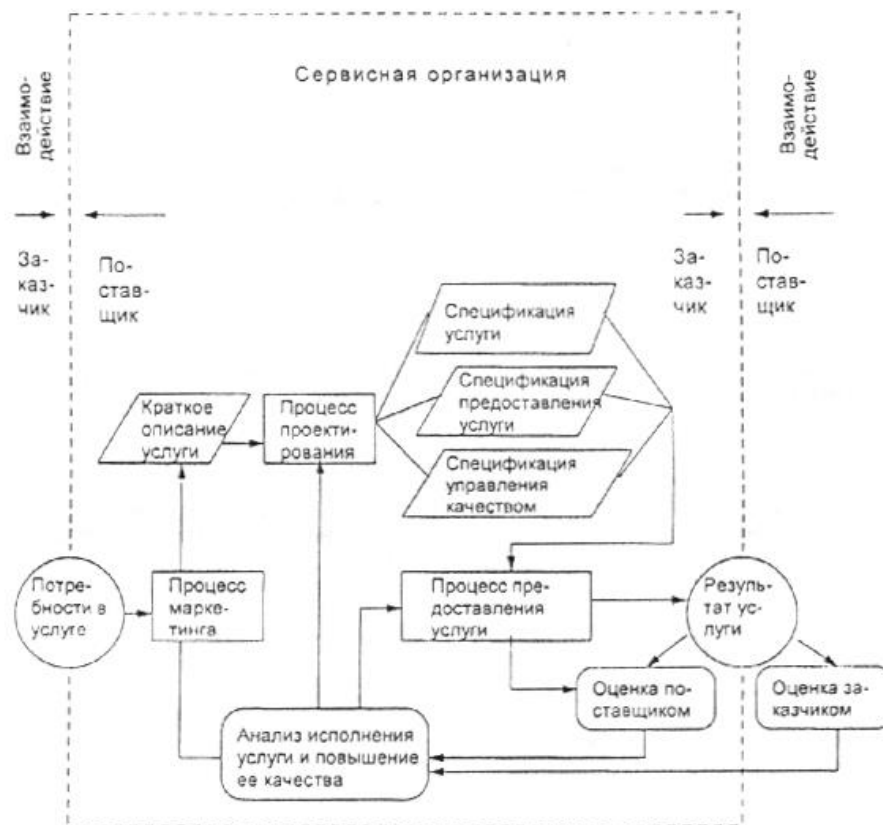 Сервисная организация
Взаимо-
действие
Взаимо-
действие
За-
каз-
чик
По-
став-
щик
За-
каз-
чик
По-
став-
щик
Спецификация
услуги
Спецификация
предоставления
услуги
Спецификация
управления
качеством
Краткое
описание
услуги
Процесс
проекти-
рования
Потре-
бности в
услуге
Процесс
марке-
тинга
Процесс пре-
доставления
услуги
Резуль-
тат ус-
луги
Оценка по-
ставщиком
Оценка за-
казчиком
Анализ исполнения
услуги и повышение
ее качества